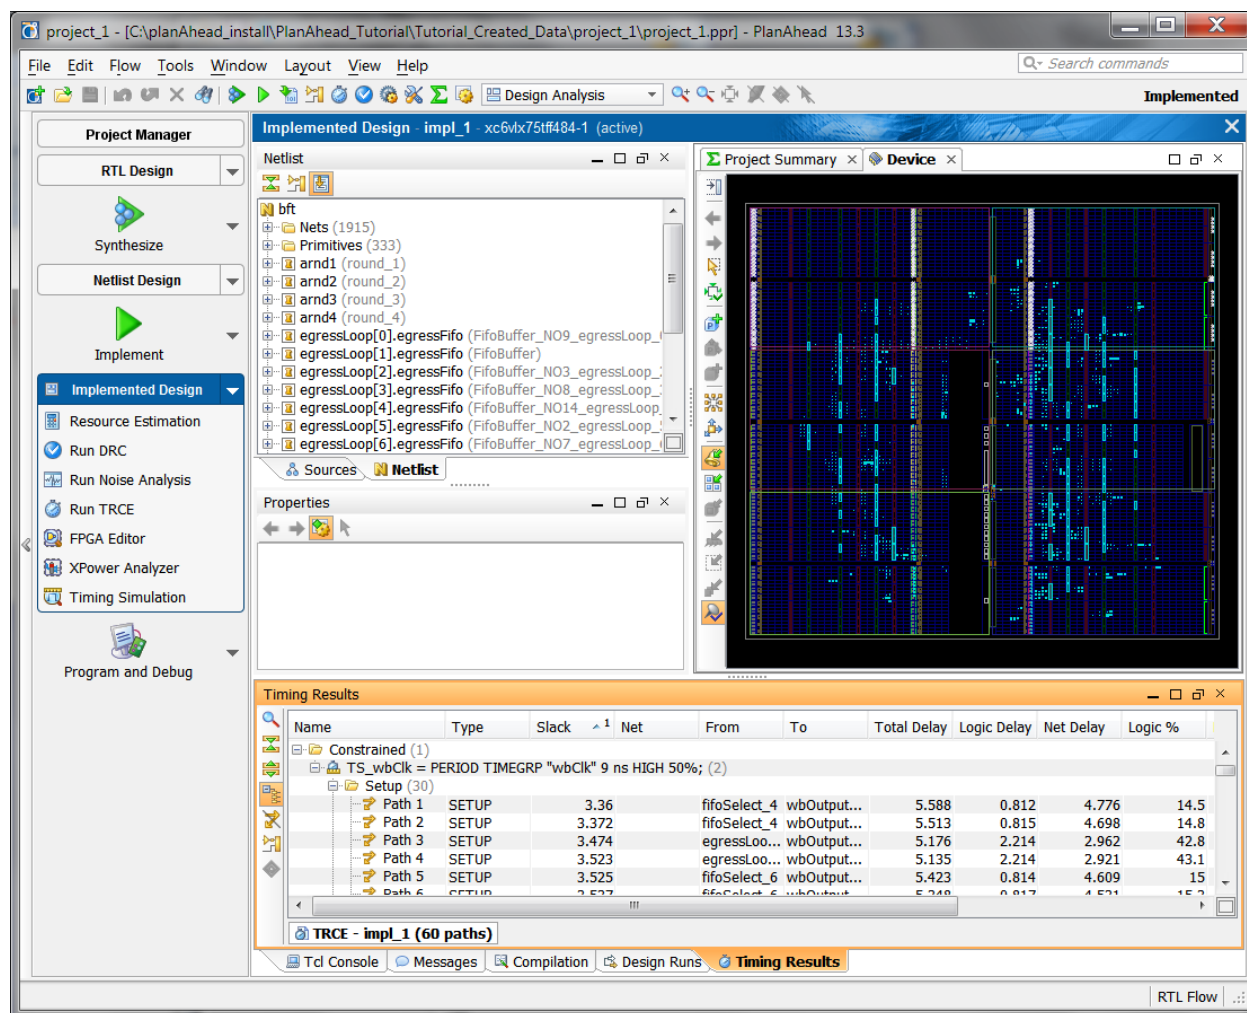 project_1 - [C:\planAhead_install\PlanAhead_Tutorial\Tutorial_Created_Data\project_1\project_1.ppr] - PlanAhead 13.3
File Edit Flow Tools Window Layout View Help
Search commands
Design Analysis
Implemented
Project Manager
RTL Design
Synthesize
Netlist Design
Implement
Implemented Design
Resource Estimation
Run DRC
Run Noise Analysis
Run TRCE
FPGA Editor
XPower Analyzer
Timing Simulation
Program and Debug
Implemented Design - impl_1 - xc6vlx75tff484-1 (active)
Netlist
bft
Nets (1915)
Primitives (333)
arnd1 (round_1)
arnd2 (round_2)
arnd3 (round_3)
arnd4 (round_4)
egressLoop[0].egressFifo (FifoBuffer_NO9_egressLoop_
egressLoop[1].egressFifo (FifoBuffer)
egressLoop[2].egressFifo (FifoBuffer_NO3_egressLoop_
egressLoop[3].egressFifo (FifoBuffer_NO8_egressLoop_
egressLoop[4].egressFifo (FifoBuffer_NO14_egressLoop_
egressLoop[5].egressFifo (FifoBuffer_NO2_egressLoop_
egressLoop[6].egressFifo (FifoBuffer_NO7_egressLoop_
Sources Netlist
Properties
Project Summary Device
Timing Results
Name Type Slack 1 Net From To Total Delay Logic Delay Net Delay Logic %
Constrained (1)
TS_wbClk = PERIOD TIMEGRP "wbClk" 9 ns HIGH 50%; (2)
Setup (30)
Path 1 SETUP 3.36 fifoSelect_4 wbOutput... 5.588 0.812 4.776 14.5
Path 2 SETUP 3.372 fifoSelect_4 wbOutput... 5.513 0.815 4.698 14.8
Path 3 SETUP 3.474 egressLoo... wbOutput... 5.176 2.214 2.962 42.8
Path 4 SETUP 3.523 egressLoo... wbOutput... 5.135 2.214 2.921 43.1
Path 5 SETUP 3.525 fifoSelect_6 wbOutput... 5.423 0.814 4.609 15
Path 6 SETUP 3.527 fifoSelect_6 wbOutput
TRCE - impl_1 (60 paths)
Tcl Console Messages Compilation Design Runs Timing Results
RTL Flow